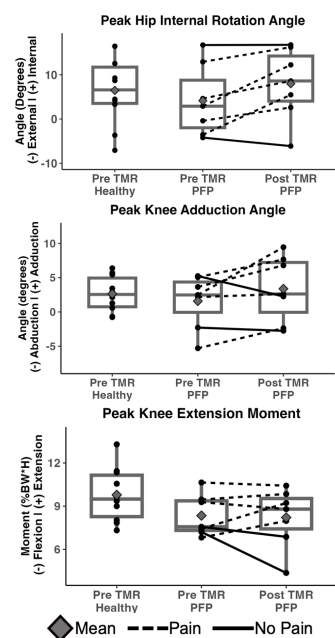 Peak Hip Internal Rotation Angle
Angle (Degrees)
(-) External I (+) Internal
10
0
-10
Pre TMR
Healthy
Pre TMR
PFP
Post TMR
PFP
Peak Knee Adduction Angle
Angle (degrees)
(-) Abduction I (+) Adduction
10
5
0
-5
Pre TMR
Healthy
Pre TMR
PFP
Post TMR
PFP
Peak Knee Extension Moment
Moment (%BW*H)
(-) Flexion I (+) Extension
12
9
6
Pre TMR
Healthy
Pre TMR
PFP
Post TMR
PFP
Mean Pain No Pain